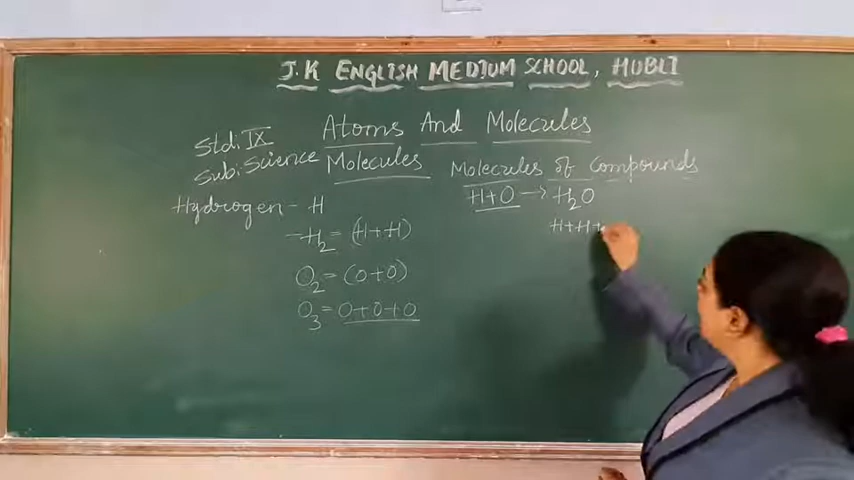 J.K ENGLISH MEDIUM SCHOOL, HUBLI
Atoms And Molecules
Std: IX
Sub: Science
Molecules
Hydrogen - H
- H₂ = (H+H)
O₂ = (O+O)
O₃ = O+O+O
Molecules of Compounds
H+O → H₂O
H+H+